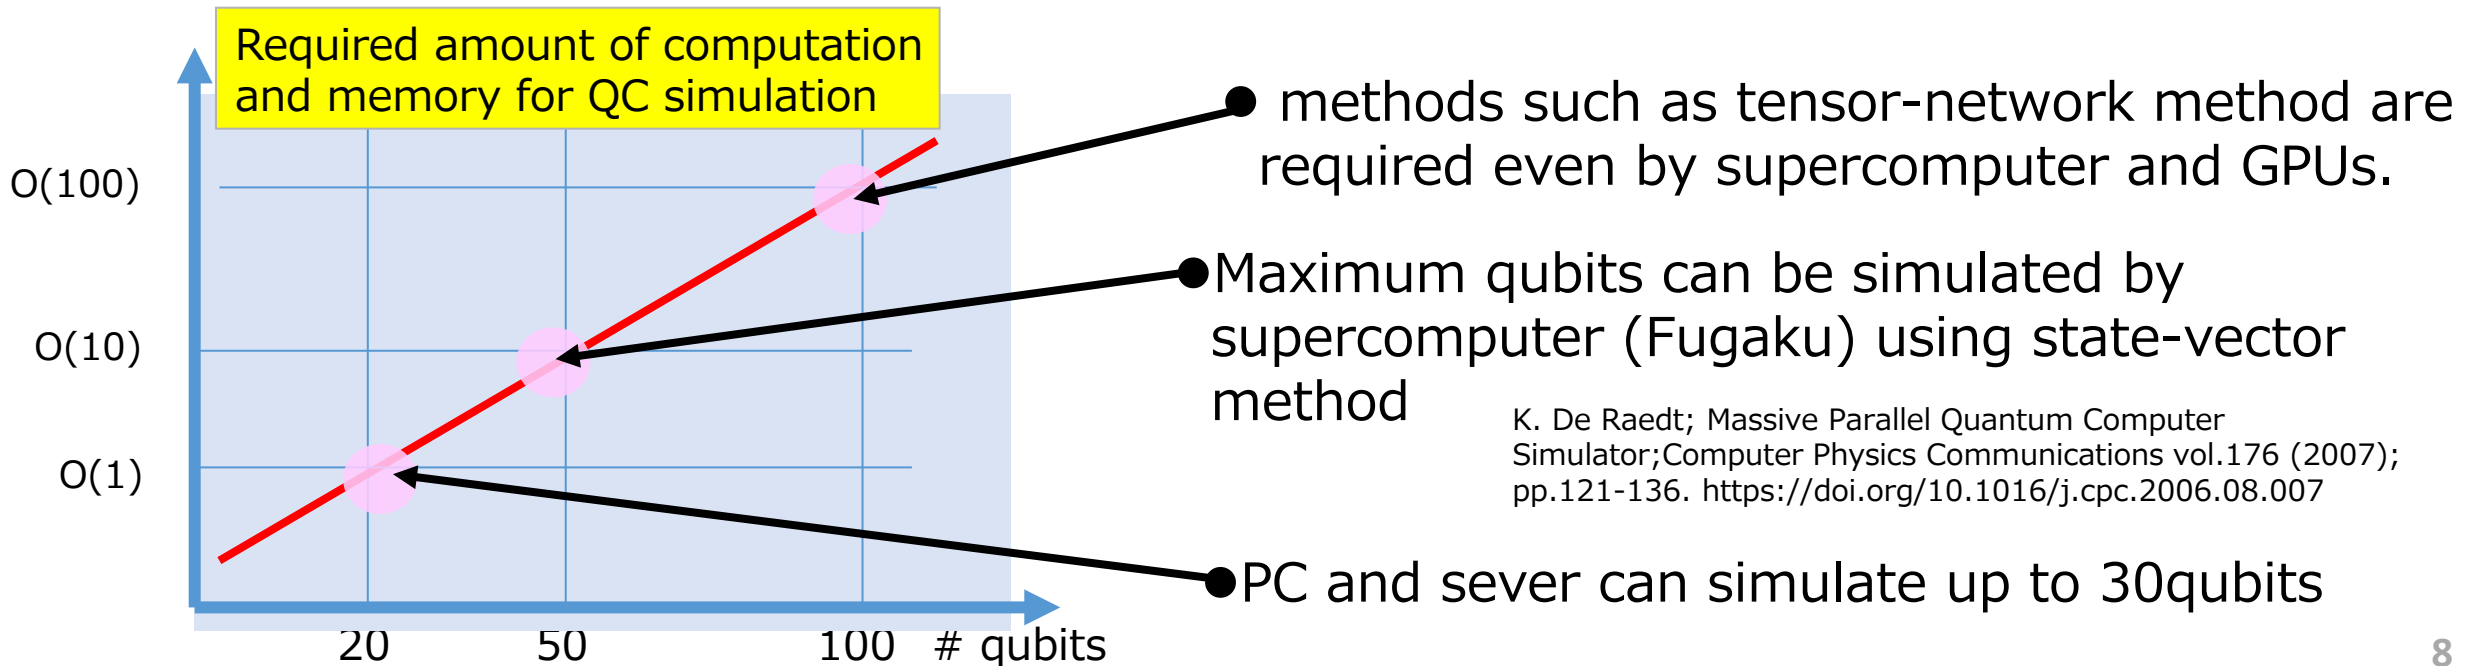 Required amount of computation
and memory for QC simulation
O(100)
O(10)
O(1)
20
50
100
# qubits
● methods such as tensor-network method are
required even by supercomputer and GPUs.
●Maximum qubits can be simulated by
supercomputer (Fugaku) using state-vector
method
K. De Raedt; Massive Parallel Quantum Computer
Simulator;Computer Physics Communications vol.176 (2007);
pp.121-136. https://doi.org/10.1016/j.cpc.2006.08.007
●PC and sever can simulate up to 30qubits
8